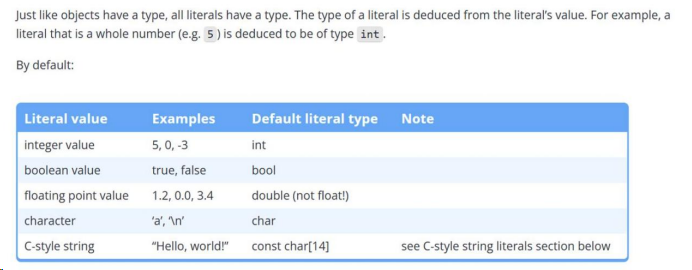 Just like objects have a type, all literals have a type. The type of a literal is deduced from the literal’s value. For example, a
literal that is a whole number (e.g. 5 ) is deduced to be of type int .
By default:
Literal value Examples Default literal type Note
integer value 5, 0, -3 int
boolean value true, false bool
floating point value 1.2, 0.0, 3.4 double (not float!)
character ‘a’, ‘\n’ char
C-style string “Hello, world!” const char[14] see C-style string literals section below